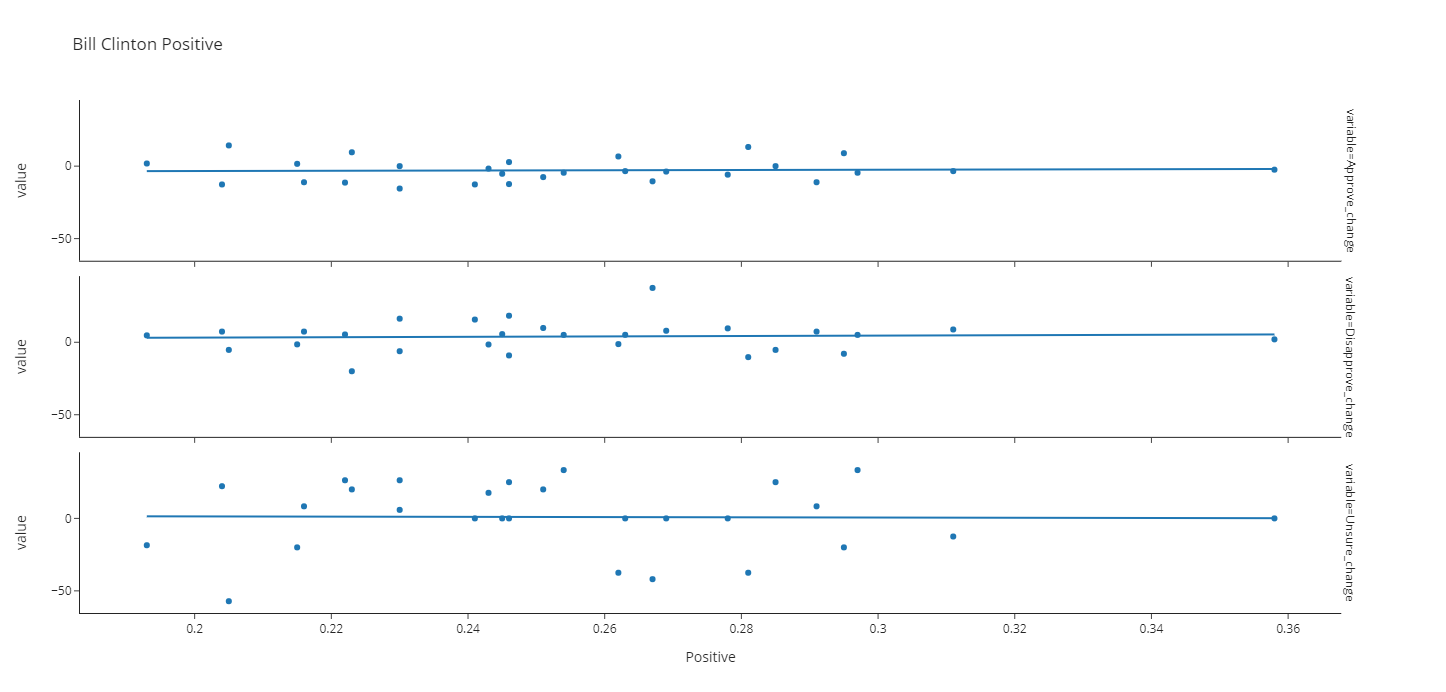 Bill Clinton Positive
value
0
−50
variable=Approve_change
value
0
−50
variable=Disapprove_change
value
0
−50
variable=Unsure_change
0.2 0.22 0.24 0.26 0.28 0.3 0.32 0.34 0.36
Positive